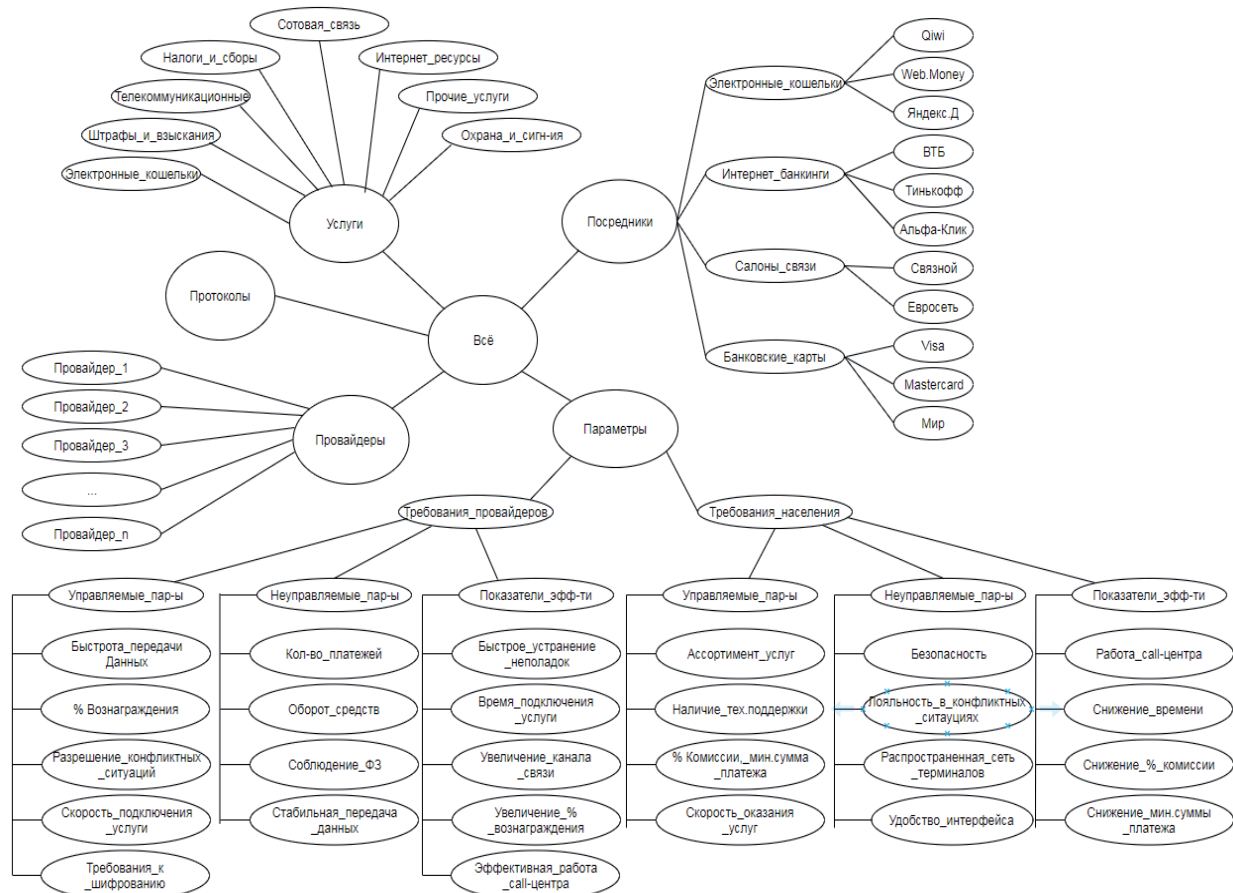 Сотовая_связь
Налоги_и_сборы
Интернет_ресурсы
Телекоммуникационные
Прочие_услуги
Штрафы_и_взыскания
Охрана_и_сигн-ия
Электронные_кошельки
Услуги
Протоколы
Всё
Посредники
Электронные_кошельки
Qiwi
Web.Money
Яндекс.Д
Интернет_банкинги
ВТБ
Тинькофф
Альфа-Клик
Салоны_связи
Связной
Евросеть
Банковские_карты
Visa
Mastercard
Мир
Провайдер_1
Провайдер_2
Провайдер_3
...
Провайдер_n
Провайдеры
Параметры
Требования_провайдеров
Требования_населения
Управляемые_пар-ы
Быстрота_передачи
Данных
% Вознаграждения
Разрешение_конфликтных
_ситуаций
Скорость_подключения
_услуги
Требования_к
_шифрованию
Неуправляемые_пар-ы
Кол-во_платежей
Оборот_средств
Соблюдение_ФЗ
Стабильная_передача
_данных
Показатели_эфф-ти
Быстрое_устранение
_неполадок
Время_подключения
_услуги
Увеличение_канала
_связи
Увеличение_%
_вознаграждения
Эффективная_работа
_call-центра
Управляемые_пар-ы
Ассортимент_услуг
Наличие_тех.поддержки
% Комиссии,_мин.сумма
_платежа
Скорость_оказания
_услуг
Неуправляемые_пар-ы
Безопасность
Лояльность_в_конфликтных
_ситауциях
Распространенная_сеть
_терминалов
Удобство_интерфейса
Показатели_эфф-ти
Работа_call-центра
Снижение_времени
Снижение_%_комиссии
Снижение_мин.суммы
_платежа